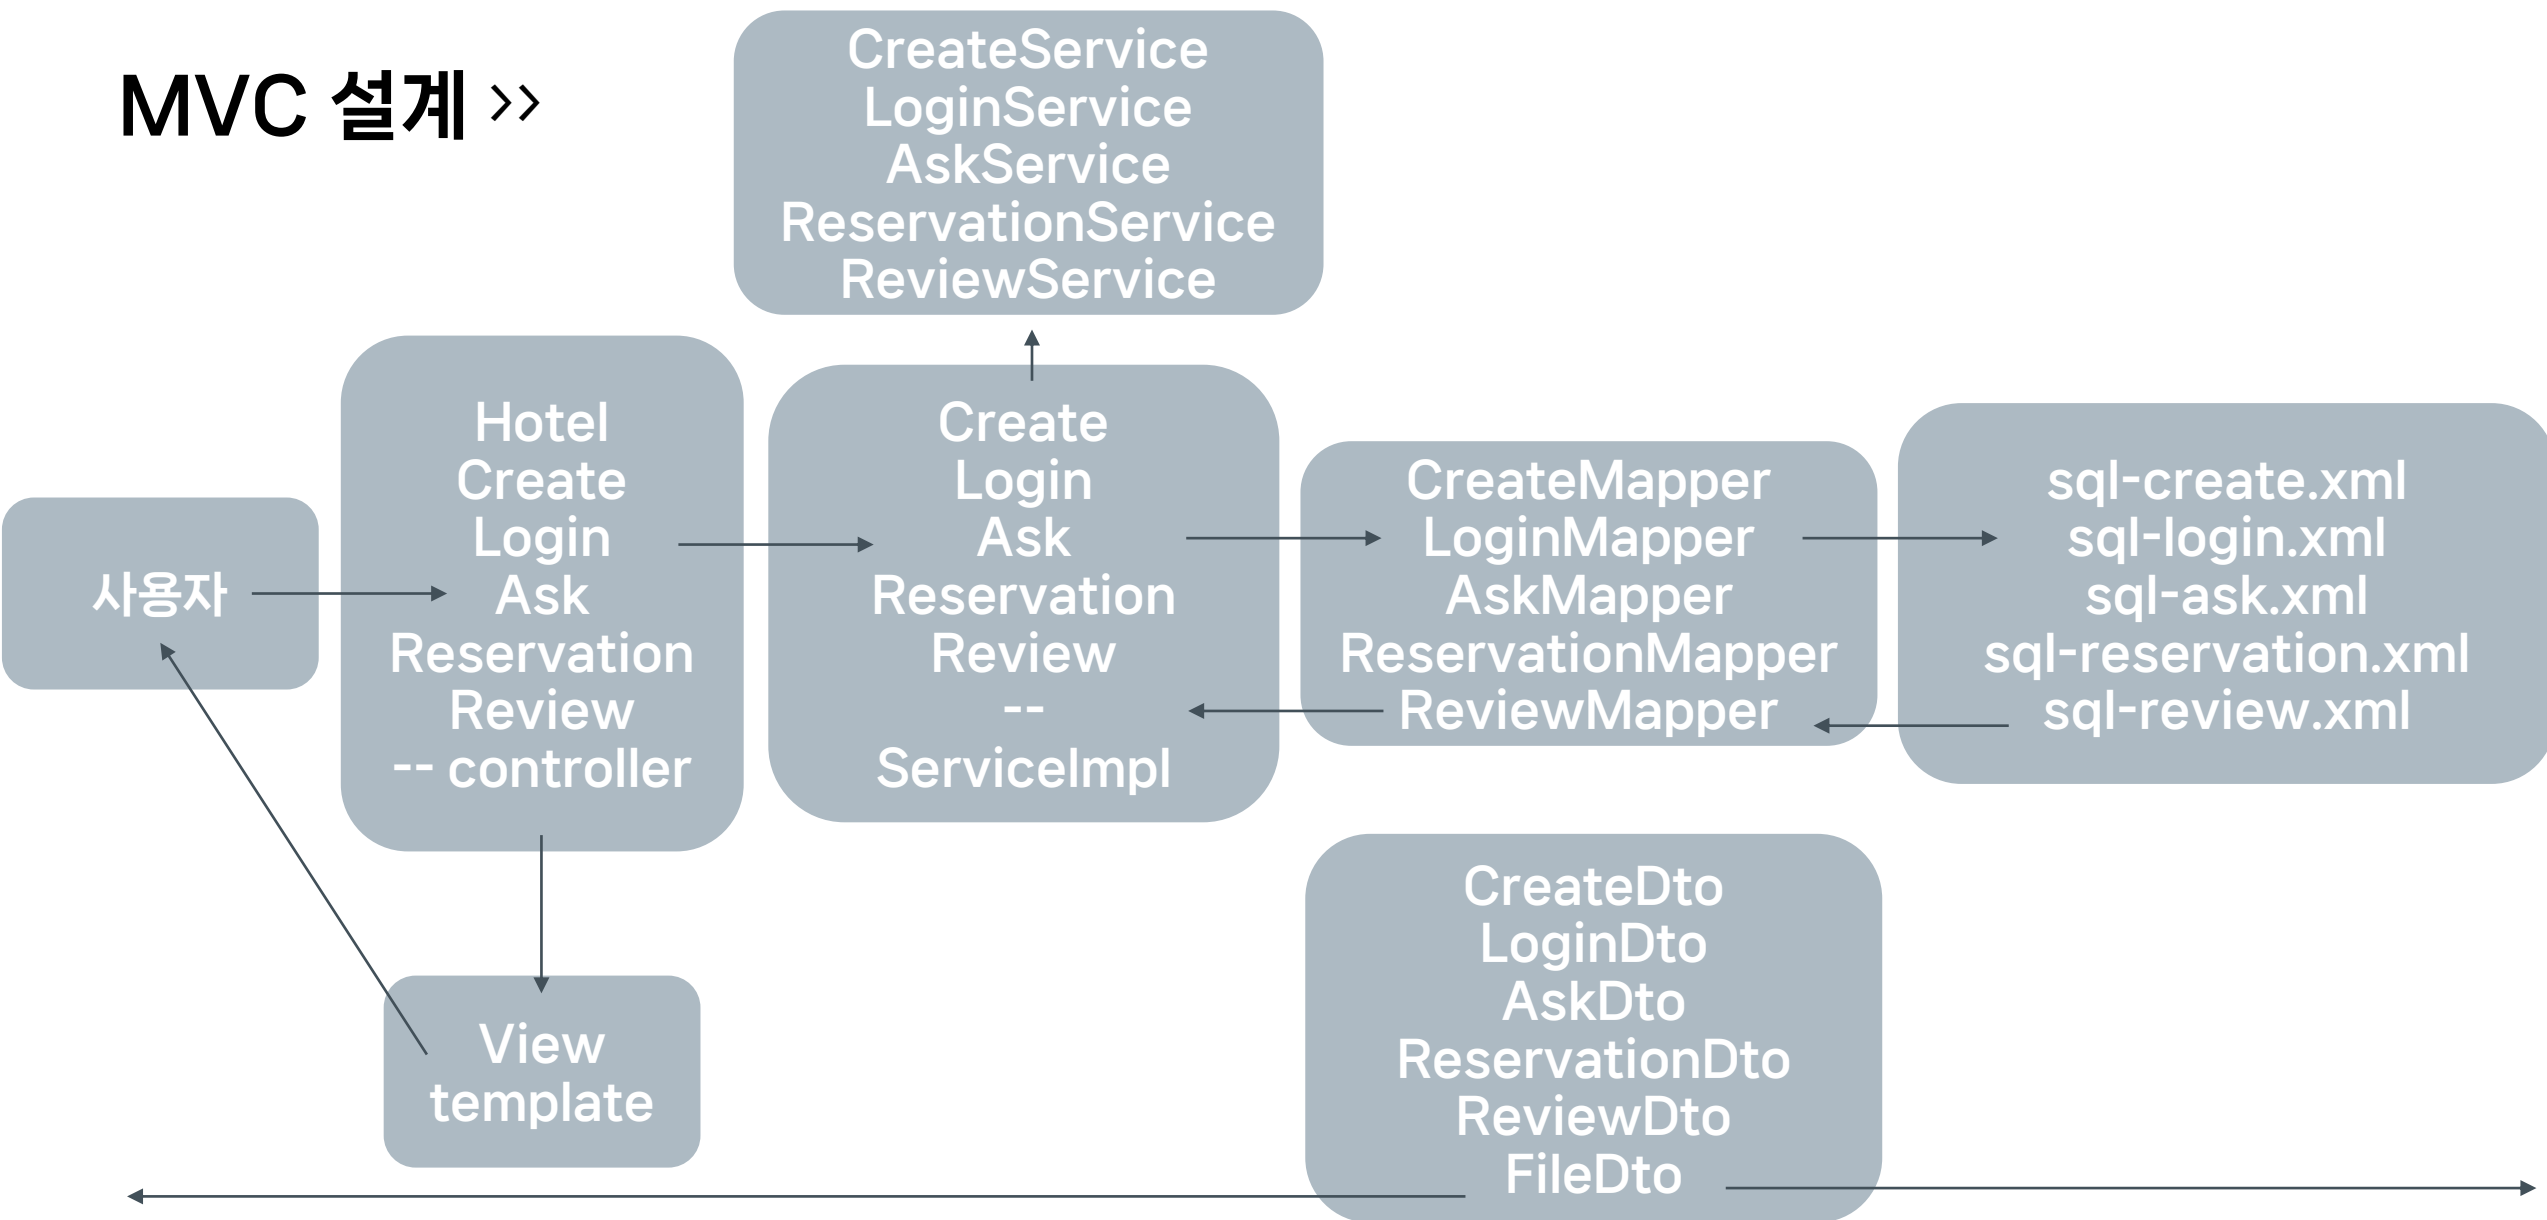 MVC 설계 >>
CreateService
LoginService
AskService
ReservationService
ReviewService
사용자
Hotel
Create
Login
Ask
Reservation
Review
-- controller
Create
Login
Ask
Reservation
Review
--
ServiceImpl
CreateMapper
LoginMapper
AskMapper
ReservationMapper
ReviewMapper
sql-create.xml
sql-login.xml
sql-ask.xml
sql-reservation.xml
sql-review.xml
View
template
CreateDto
LoginDto
AskDto
ReservationDto
ReviewDto
FileDto